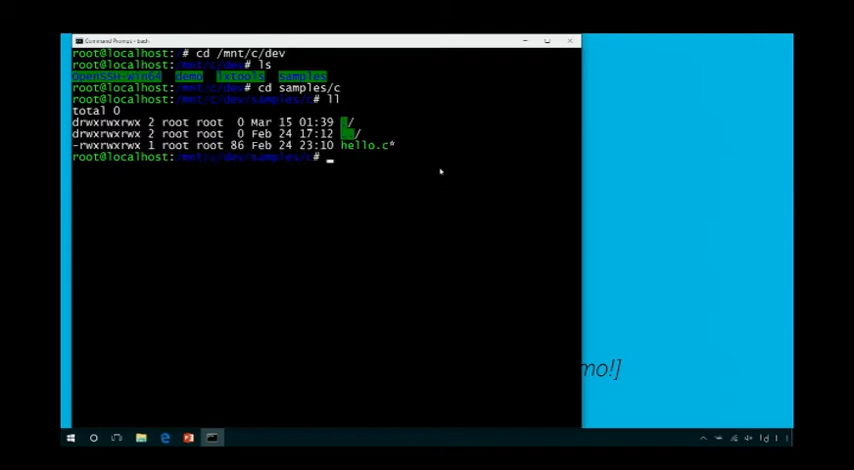 Command Prompt - bash
root@localhost:/# cd /mnt/c/dev
root@localhost:/mnt/c/dev# ls
OpenSSH-Win64 demo lxtools samples
root@localhost:/mnt/c/dev# cd samples/c
root@localhost:/mnt/c/dev/samples/c# ll
total 0
drwxrwxrwx 2 root root 0 Mar 15 01:39 ./
drwxrwxrwx 2 root root 0 Feb 24 17:12 ../
-rwxrwxrwx 1 root root 86 Feb 24 23:10 hello.c*
root@localhost:/mnt/c/dev/samples/c# _
mo!]